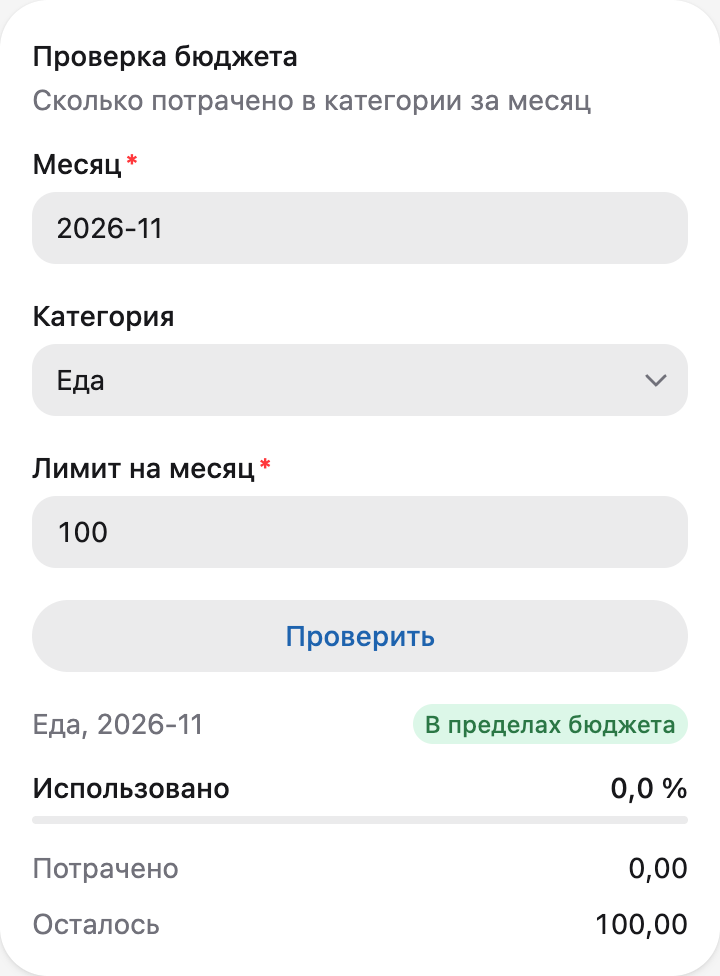 Проверка бюджета
Сколько потрачено в категории за месяц
Месяц*
2026-11
Категория
Еда
Лимит на месяц*
100
Проверить
Еда, 2026-11 В пределах бюджета
Использовано 0,0 %
Потрачено 0,00
Осталось 100,00